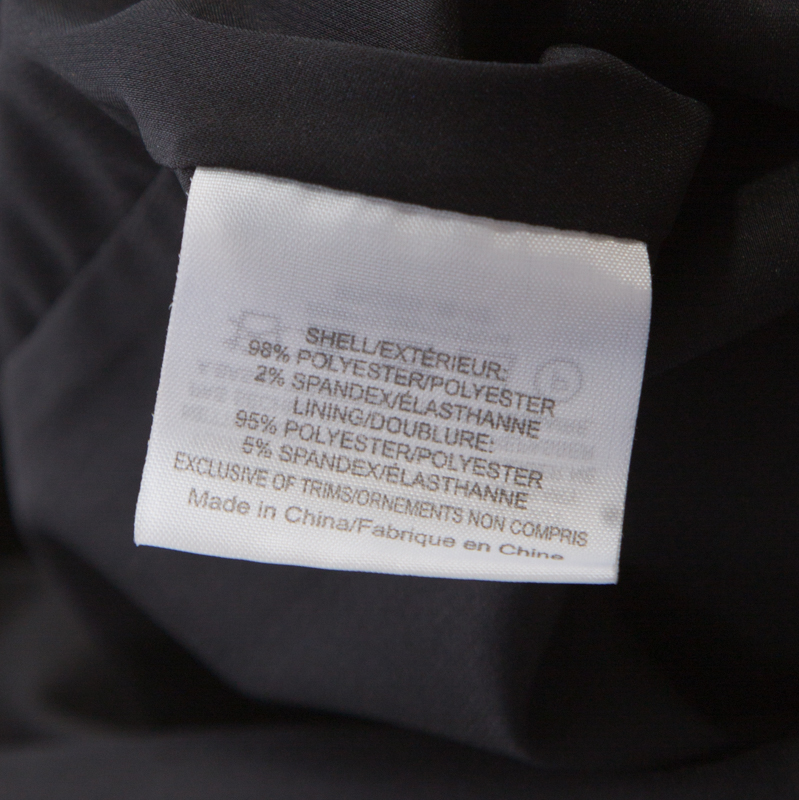 SHELL/EXTÉRIEUR:
98% POLYESTER/POLYESTER
2% SPANDEX/ÉLASTHANNE
LINING/DOUBLURE:
95% POLYESTER/POLYESTER
5% SPANDEX/ÉLASTHANNE
EXCLUSIVE OF TRIMS/ORNEMENTS NON COMPRIS
Made in China/Fabrique en Chine